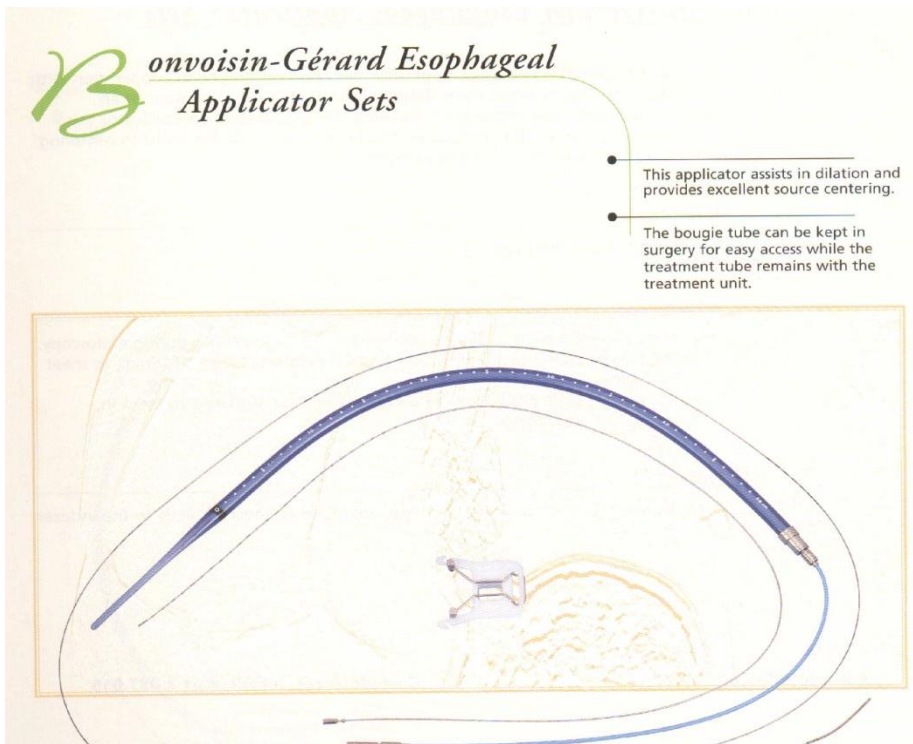 Bonvoisin-Gérard Esophageal
Applicator Sets
This applicator assists in dilation and
provides excellent source centering.
The bougie tube can be kept in
surgery for easy access while the
treatment tube remains with the
treatment unit.